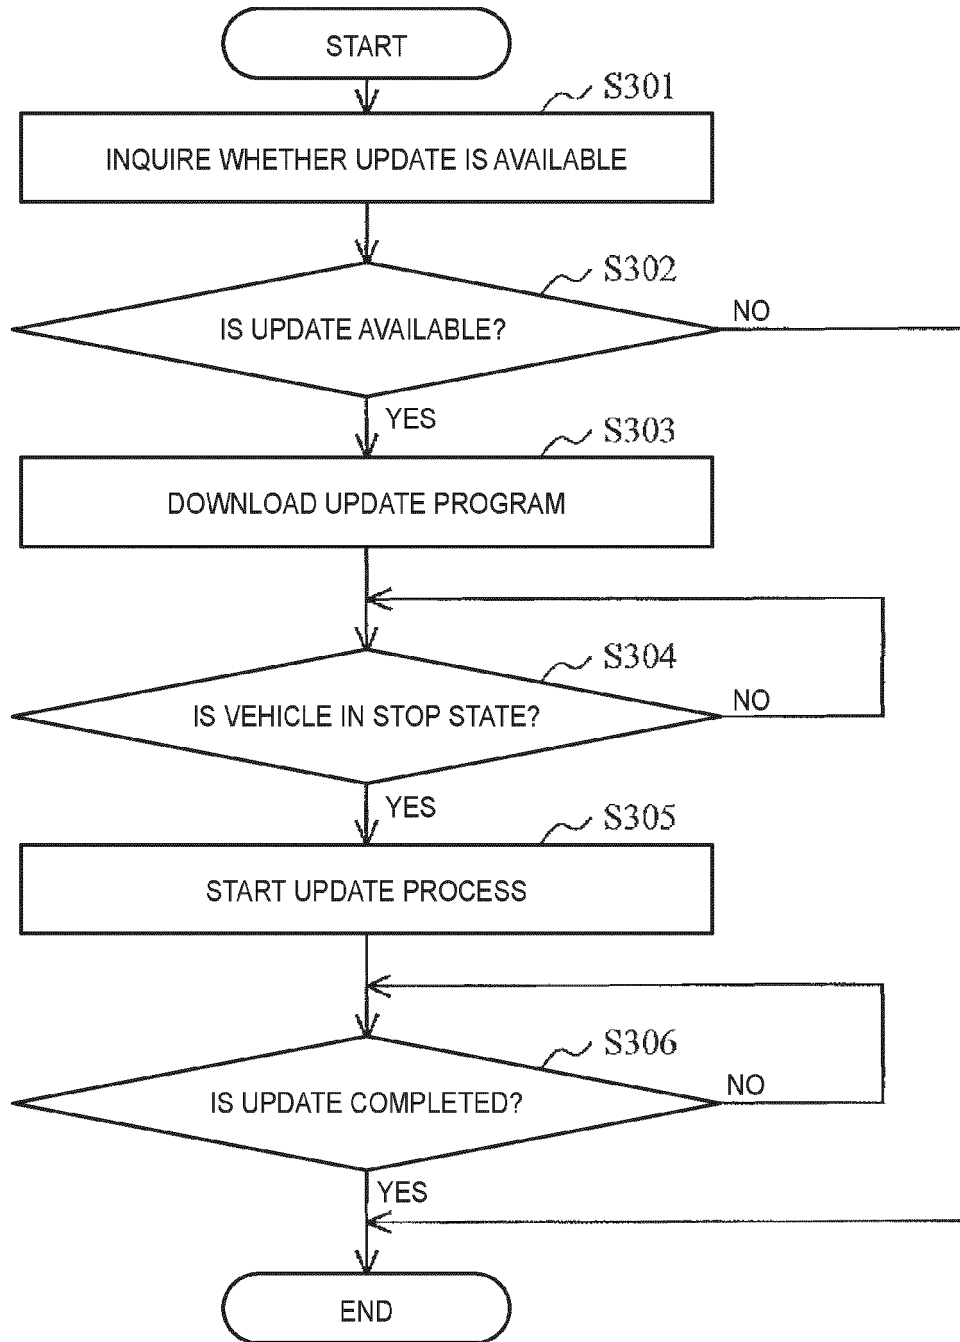 START
S301
INQUIRE WHETHER UPDATE IS AVAILABLE
S302
IS UPDATE AVAILABLE?
NO
YES
S303
DOWNLOAD UPDATE PROGRAM
S304
IS VEHICLE IN STOP STATE?
NO
YES
S305
START UPDATE PROCESS
S306
IS UPDATE COMPLETED?
NO
YES
END